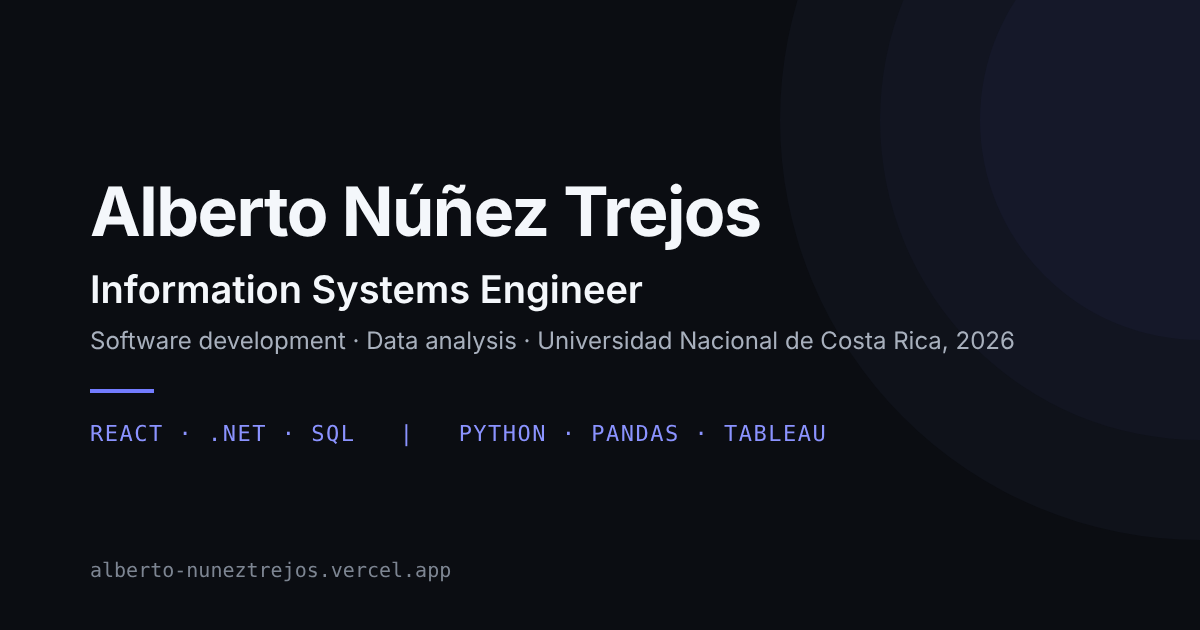 Alberto Núñez Trejos
Information Systems Engineer
Software development · Data analysis · Universidad Nacional de Costa Rica, 2026
REACT · .NET · SQL | PYTHON · PANDAS · TABLEAU
alberto-nuneztrejos.vercel.app